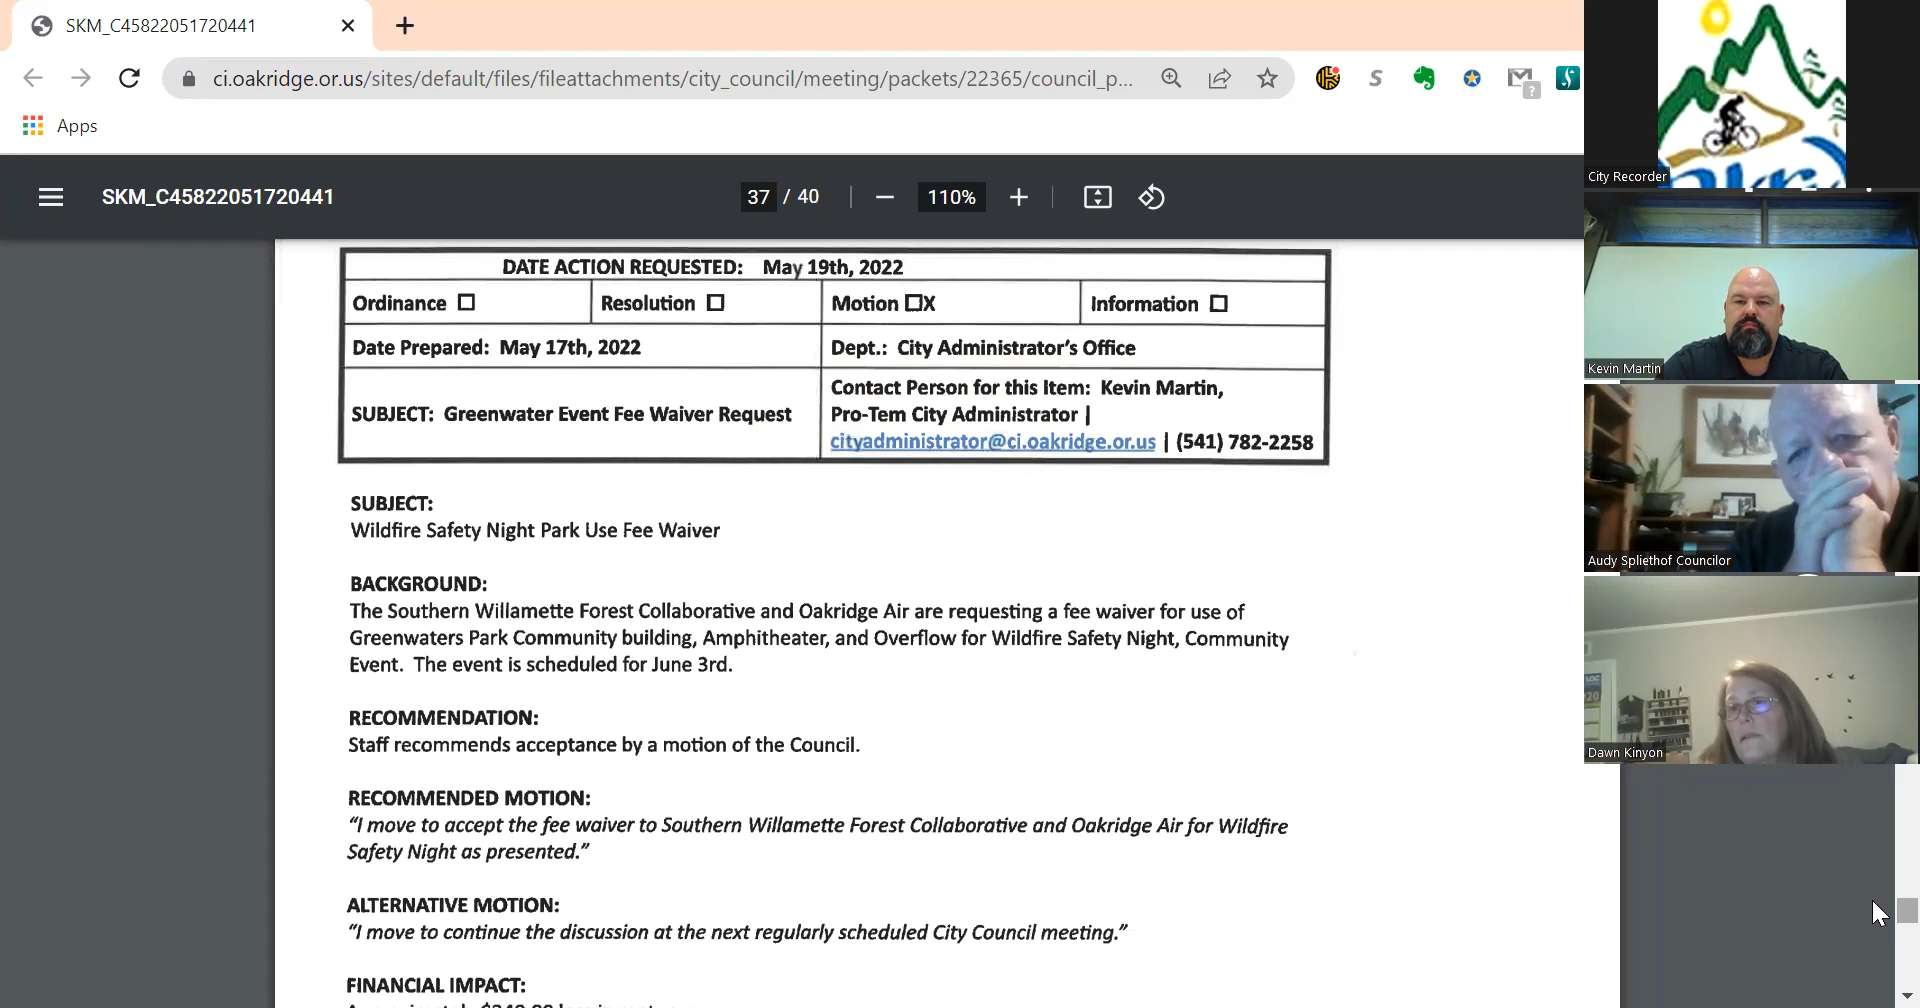 SKM_C45822051720441
ci.oakridge.or.us/sites/default/files/fileattachments/city_council/meeting/packets/22365/council_p...
Apps
SKM_C45822051720441
37 / 40
110%
DATE ACTION REQUESTED: May 19th, 2022
Ordinance ☐ Resolution ☐ Motion ☐X Information ☐
Date Prepared: May 17th, 2022 Dept.: City Administrator's Office
SUBJECT: Greenwater Event Fee Waiver Request
Contact Person for this Item: Kevin Martin,
Pro-Tem City Administrator |
cityadministrator@ci.oakridge.or.us | (541) 782-2258
SUBJECT:
Wildfire Safety Night Park Use Fee Waiver
BACKGROUND:
The Southern Willamette Forest Collaborative and Oakridge Air are requesting a fee waiver for use of
Greenwaters Park Community building, Amphitheater, and Overflow for Wildfire Safety Night, Community
Event. The event is scheduled for June 3rd.
RECOMMENDATION:
Staff recommends acceptance by a motion of the Council.
RECOMMENDED MOTION:
“I move to accept the fee waiver to Southern Willamette Forest Collaborative and Oakridge Air for Wildfire
Safety Night as presented.”
ALTERNATIVE MOTION:
“I move to continue the discussion at the next regularly scheduled City Council meeting.”
FINANCIAL IMPACT:
City Recorder
Kevin Martin
Audy Spliethof Councilor
Dawn Kinyon